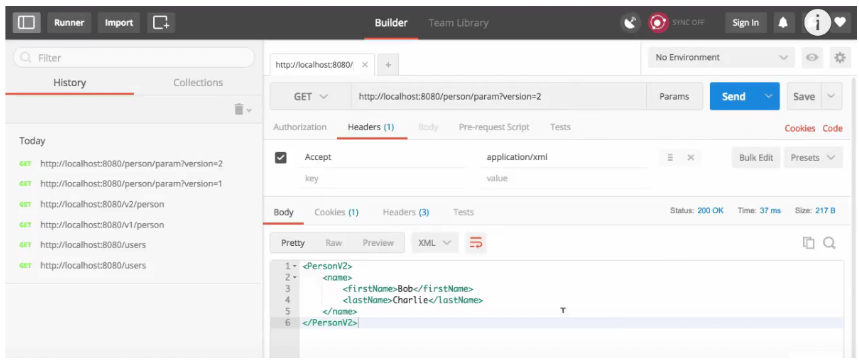 Runner Import Builder Team Library SYNC OFF Sign In
Filter
History Collections
Today
GET http://localhost:8080/person/param?version=2
GET http://localhost:8080/person/param?version=1
GET http://localhost:8080/v2/person
GET http://localhost:8080/v1/person
GET http://localhost:8080/users
GET http://localhost:8080/users
http://localhost:8080/ × + No Environment
GET http://localhost:8080/person/param?version=2 Params Send Save
Authorization Headers (1) Body Pre-request Script Tests Cookies Code
Accept application/xml Bulk Edit Presets
key value
Body Cookies (1) Headers (3) Tests Status: 200 OK Time: 37 ms Size: 217 B
Pretty Raw Preview XML
1 <PersonV2>
2 <name>
3 <firstName>Bob</firstName>
4 <lastName>Charlie</lastName>
5 </name>
6 </PersonV2>